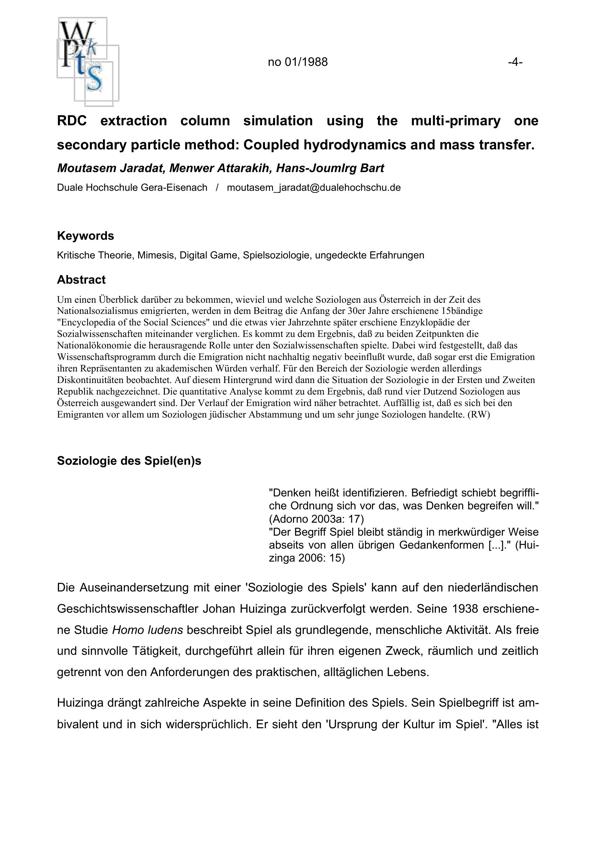 W
Pkt
S
no 01/1988 -4-
RDC extraction column simulation using the multi-primary one
secondary particle method: Coupled hydrodynamics and mass transfer.
Moutasem Jaradat, Menwer Attarakih, Hans-Joumlrg Bart
Duale Hochschule Gera-Eisenach / moutasem_jaradat@dualehochschu.de
Keywords
Kritische Theorie, Mimesis, Digital Game, Spielsoziologie, ungedeckte Erfahrungen
Abstract
Um einen Überblick darüber zu bekommen, wieviel und welche Soziologen aus Österreich in der Zeit des
Nationalsozialismus emigrierten, werden in dem Beitrag die Anfang der 30er Jahre erschienene 15bändige
"Encyclopedia of the Social Sciences" und die etwas vier Jahrzehnte später erschiene Enzyklopädie der
Sozialwissenschaften miteinander verglichen. Es kommt zu dem Ergebnis, daß zu beiden Zeitpunkten die
Nationalökonomie die herausragende Rolle unter den Sozialwissenschaften spielte. Dabei wird festgestellt, daß das
Wissenschaftsprogramm durch die Emigration nicht nachhaltig negativ beeinflußt wurde, daß sogar erst die Emigration
ihren Repräsentanten zu akademischen Würden verhalf. Für den Bereich der Soziologie werden allerdings
Diskontinuitäten beobachtet. Auf diesem Hintergrund wird dann die Situation der Soziologie in der Ersten und Zweiten
Republik nachgezeichnet. Die quantitative Analyse kommt zu dem Ergebnis, daß rund vier Dutzend Soziologen aus
Österreich ausgewandert sind. Der Verlauf der Emigration wird näher betrachtet. Auffällig ist, daß es sich bei den
Emigranten vor allem um Soziologen jüdischer Abstammung und um sehr junge Soziologen handelte. (RW)
Soziologie des Spiel(en)s
"Denken heißt identifizieren. Befriedigt schiebt begriffli-
che Ordnung sich vor das, was Denken begreifen will."
(Adorno 2003a: 17)
"Der Begriff Spiel bleibt ständig in merkwürdiger Weise
abseits von allen übrigen Gedankenformen [...]." (Hui-
zinga 2006: 15)
Die Auseinandersetzung mit einer 'Soziologie des Spiels' kann auf den niederländischen
Geschichtswissenschaftler Johan Huizinga zurückverfolgt werden. Seine 1938 erschiene-
ne Studie Homo ludens beschreibt Spiel als grundlegende, menschliche Aktivität. Als freie
und sinnvolle Tätigkeit, durchgeführt allein für ihren eigenen Zweck, räumlich und zeitlich
getrennt von den Anforderungen des praktischen, alltäglichen Lebens.
Huizinga drängt zahlreiche Aspekte in seine Definition des Spiels. Sein Spielbegriff ist am-
bivalent und in sich widersprüchlich. Er sieht den 'Ursprung der Kultur im Spiel'. "Alles ist